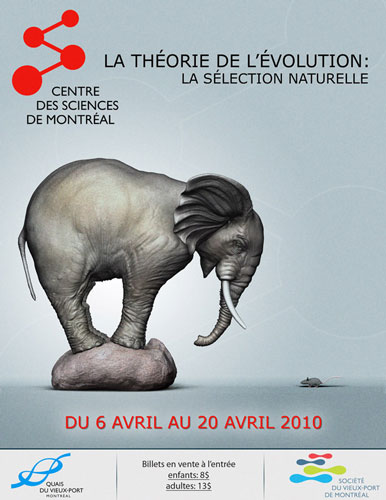 LA THÉORIE DE L'ÉVOLUTION:
LA SÉLECTION NATURELLE
CENTRE
DES SCIENCES
DE MONTRÉAL
DU 6 AVRIL AU 20 AVRIL 2010
QUAIS
DU VIEUX-PORT
MONTRÉAL
Billets en vente à l'entrée
enfants: 8$
adultes: 13$
SOCIÉTÉ
DU VIEUX-PORT
DE MONTRÉAL